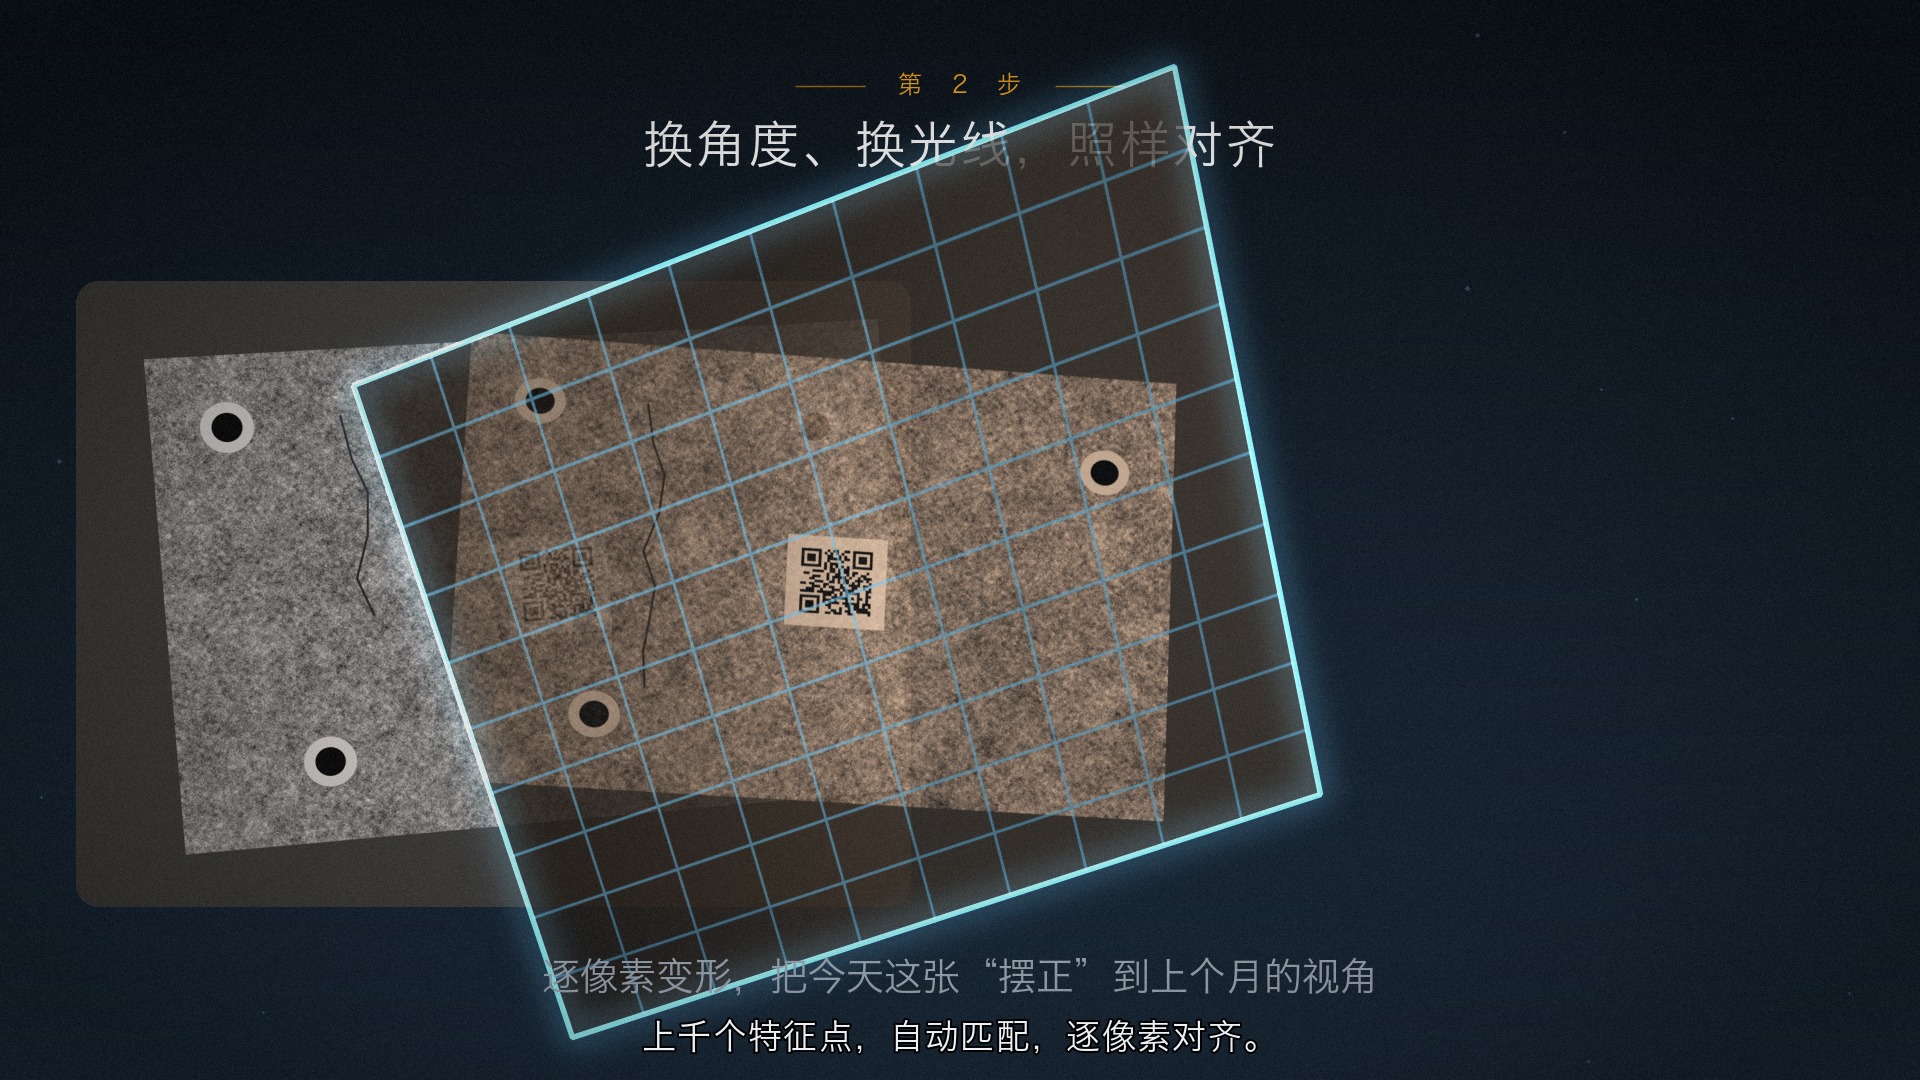 第 2 步
换角度、换光线，照样对齐
逐像素变形，把今天这张“摆正”到上个月的视角
上千个特征点，自动匹配，逐像素对齐。